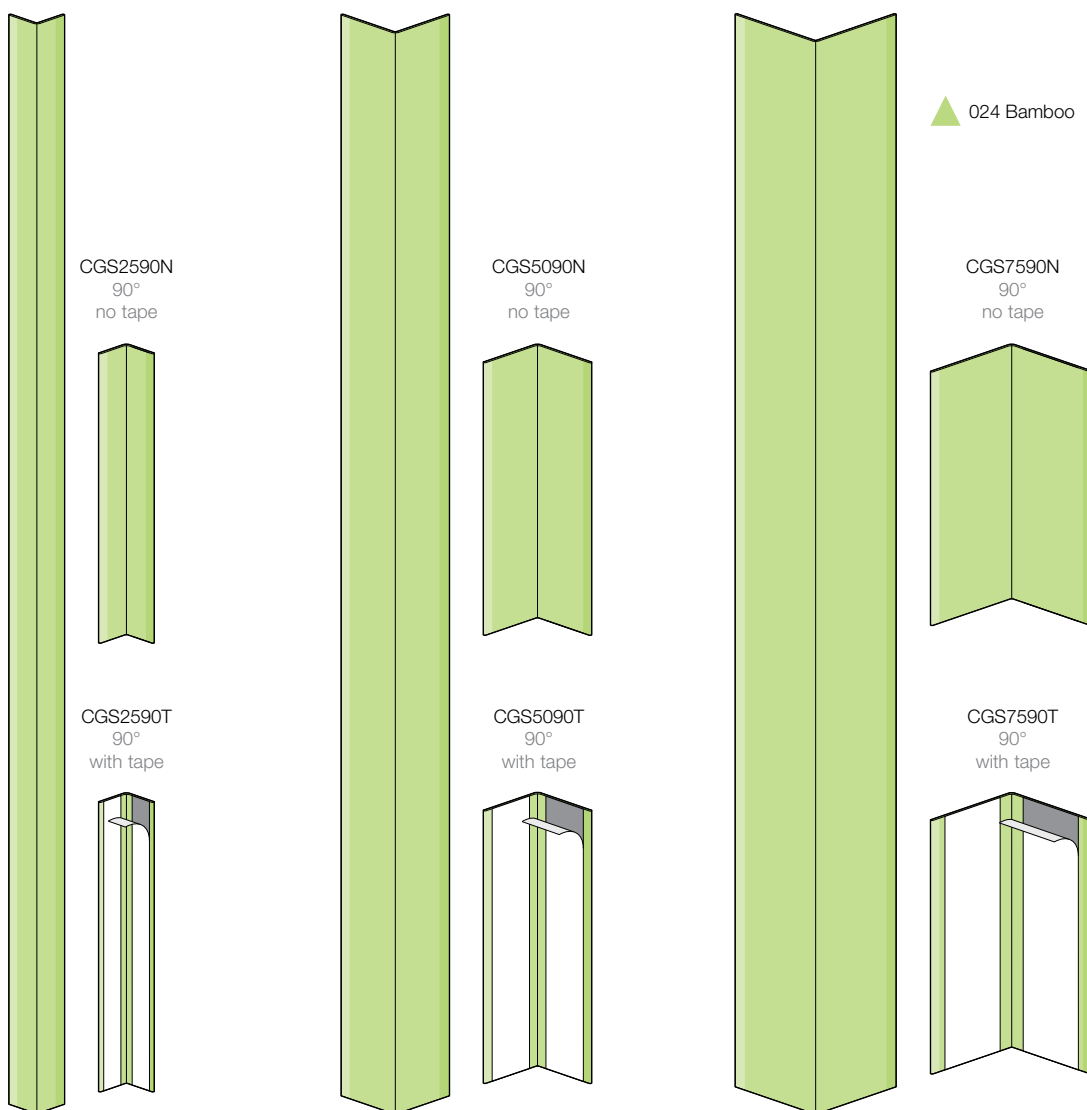 024 Bamboo
CGS2590N
90°
no tape
CGS5090N
90°
no tape
CGS7590N
90°
no tape
CGS2590T
90°
with tape
CGS5090T
90°
with tape
CGS7590T
90°
with tape